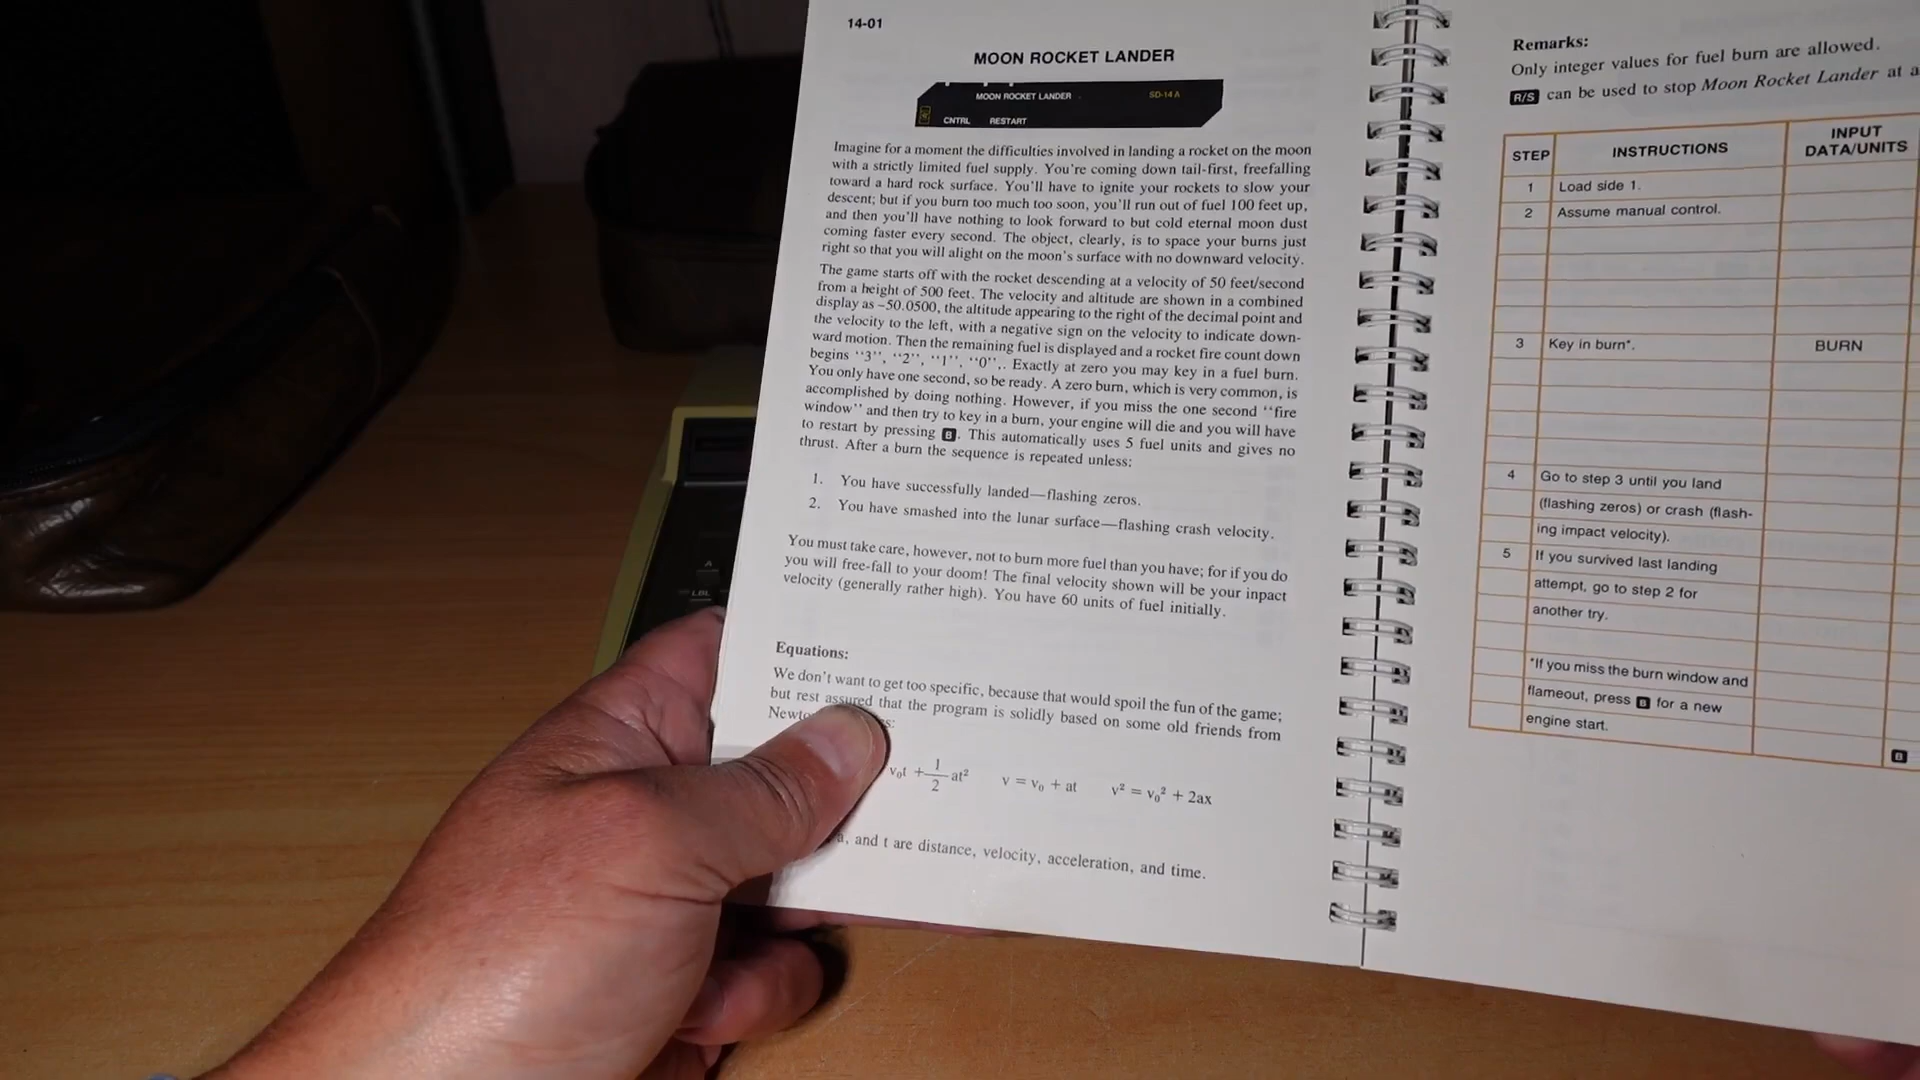 14-01
MOON ROCKET LANDER
MOON ROCKET LANDER SD-14 A
CNTRL RESTART
Imagine for a moment the difficulties involved in landing a rocket on the moon
with a strictly limited fuel supply. You're coming down tail-first, freefalling
toward a hard rock surface. You'll have to ignite your rockets to slow your
descent; but if you burn too much too soon, you'll run out of fuel 100 feet up,
and then you'll have nothing to look forward to but cold eternal moon dust
coming faster every second. The object, clearly, is to space your burns just
right so that you will alight on the moon's surface with no downward velocity.
The game starts off with the rocket descending at a velocity of 50 feet/second
from a height of 500 feet. The velocity and altitude are shown in a combined
display as –50.0500, the altitude appearing to the right of the decimal point and
the velocity to the left, with a negative sign on the velocity to indicate down-
ward motion. Then the remaining fuel is displayed and a rocket fire count down
begins ‘‘3’’, ‘‘2’’, ‘‘1’’, ‘‘0’’,. Exactly at zero you may key in a fuel burn.
You only have one second, so be ready. A zero burn, which is very common, is
accomplished by doing nothing. However, if you miss the one second ‘‘fire
window’’ and then try to key in a burn, your engine will die and you will have
to restart by pressing B. This automatically uses 5 fuel units and gives no
thrust. After a burn the sequence is repeated unless:
1. You have successfully landed—flashing zeros.
2. You have smashed into the lunar surface—flashing crash velocity.
You must take care, however, not to burn more fuel than you have; for if you do
you will free-fall to your doom! The final velocity shown will be your inpact
velocity (generally rather high). You have 60 units of fuel initially.
Equations:
We don't want to get too specific, because that would spoil the fun of the game;
but rest assured that the program is solidly based on some old friends from
v₀t + 1/2 at² v = v₀ + at v² = v₀² + 2ax
a, and t are distance, velocity, acceleration, and time.
Remarks:
Only integer values for fuel burn are allowed.
R/S can be used to stop Moon Rocket Lander at a
STEP INSTRUCTIONS INPUT DATA/UNITS
1 Load side 1.
2 Assume manual control.
3 Key in burn*. BURN
4 Go to step 3 until you land
(flashing zeros) or crash (flash-
ing impact velocity).
5 If you survived last landing
attempt, go to step 2 for
another try.
*If you miss the burn window and
flameout, press B for a new
engine start.
B
A
LBL